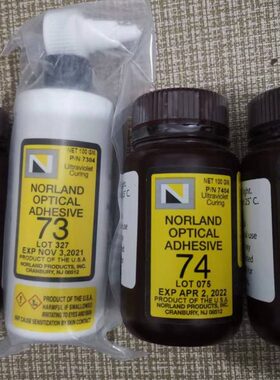 NET 100 GM.
P/N 7304
Ultraviolet
Curing
NORLAND
OPTICAL
ADHESIVE
73
LOT 327
EXP NOV 3,2021
PRODUCT OF THE U.S.A.
NORLAND PRODUCTS, INC.
CRANBURY, NJ 08512
PRODUCT OF THE U.S.A.
HARMFUL IF SWALLOWED
IRRITATING TO EYES AND SKIN
MAY CAUSE SENSITIZATION BY SKIN CONTACT
NET 100 GM.
P/N 7404
Ultraviolet
Curing
NORLAND
OPTICAL
ADHESIVE
74
LOT 075
EXP APR 2, 2022
PRODUCT OF THE U.S.A.
NORLAND PRODUCTS INC.
CRANBURY, NJ 08512